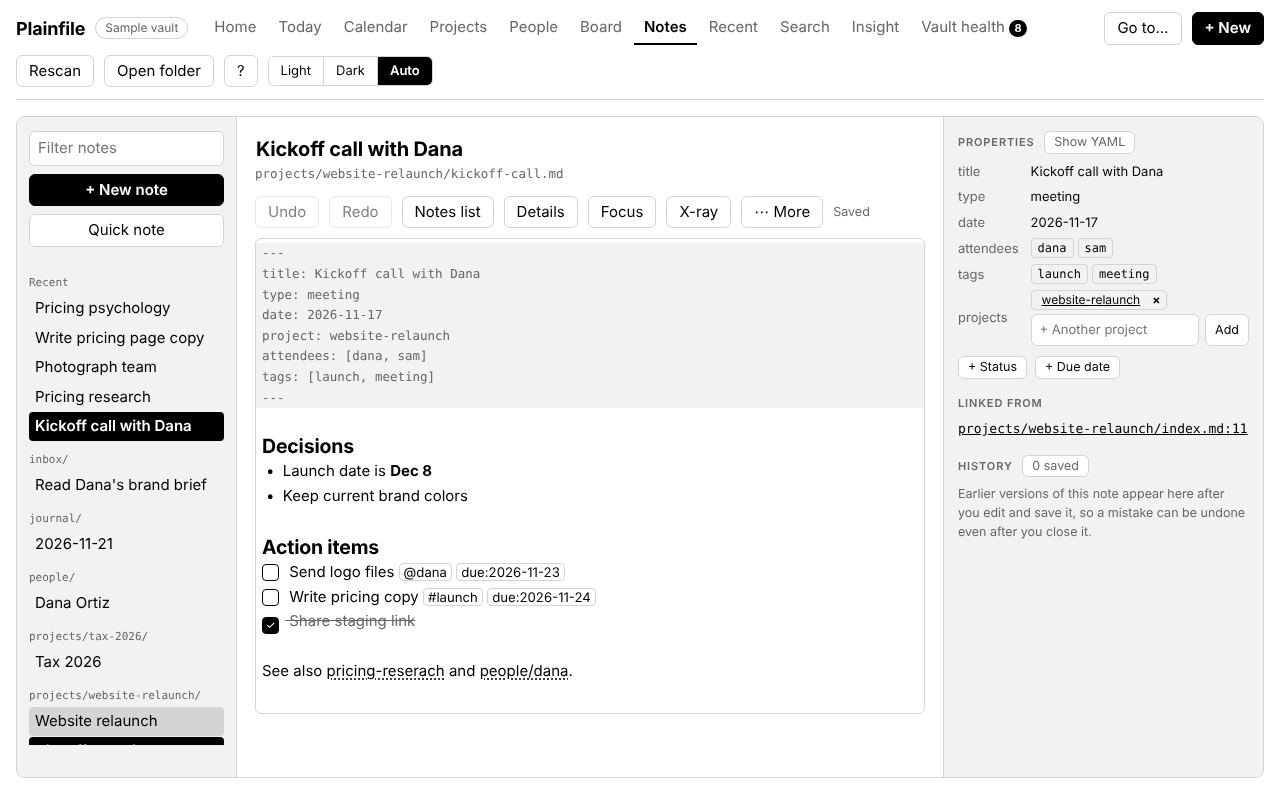 Plainfile Sample vault Home Today Calendar Projects People Board Notes Recent Search Insight Vault health 8 Go to... + New
Rescan Open folder ? Light Dark Auto
Filter notes
+ New note
Quick note
Recent
Pricing psychology
Write pricing page copy
Photograph team
Pricing research
Kickoff call with Dana
inbox/
Read Dana's brand brief
journal/
2026-11-21
people/
Dana Ortiz
projects/tax-2026/
Tax 2026
projects/website-relaunch/
Website relaunch
Kickoff call with Dana
projects/website-relaunch/kickoff-call.md
Undo Redo Notes list Details Focus X-ray ··· More Saved
---
title: Kickoff call with Dana
type: meeting
date: 2026-11-17
project: website-relaunch
attendees: [dana, sam]
tags: [launch, meeting]
---
Decisions
• Launch date is Dec 8
• Keep current brand colors
Action items
Send logo files @dana due:2026-11-23
Write pricing copy #launch due:2026-11-24
Share staging link
See also pricing-reserach and people/dana.
PROPERTIES Show YAML
title Kickoff call with Dana
type meeting
date 2026-11-17
attendees dana sam
tags launch meeting
projects website-relaunch ×
+ Another project Add
+ Status + Due date
LINKED FROM
projects/website-relaunch/index.md:11
HISTORY 0 saved
Earlier versions of this note appear here after
you edit and save it, so a mistake can be undone
even after you close it.